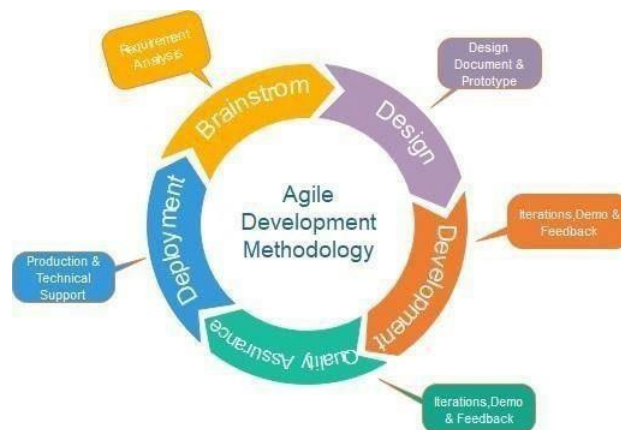 Requirement
Analysis
Brainstrom
Design
Design
Document &
Prototype
Agile
Development
Methodology
Development
Iterations,Demo &
Feedback
Quality Assurance
Iterations,Demo
& Feedback
Deployment
Production &
Technical
Support